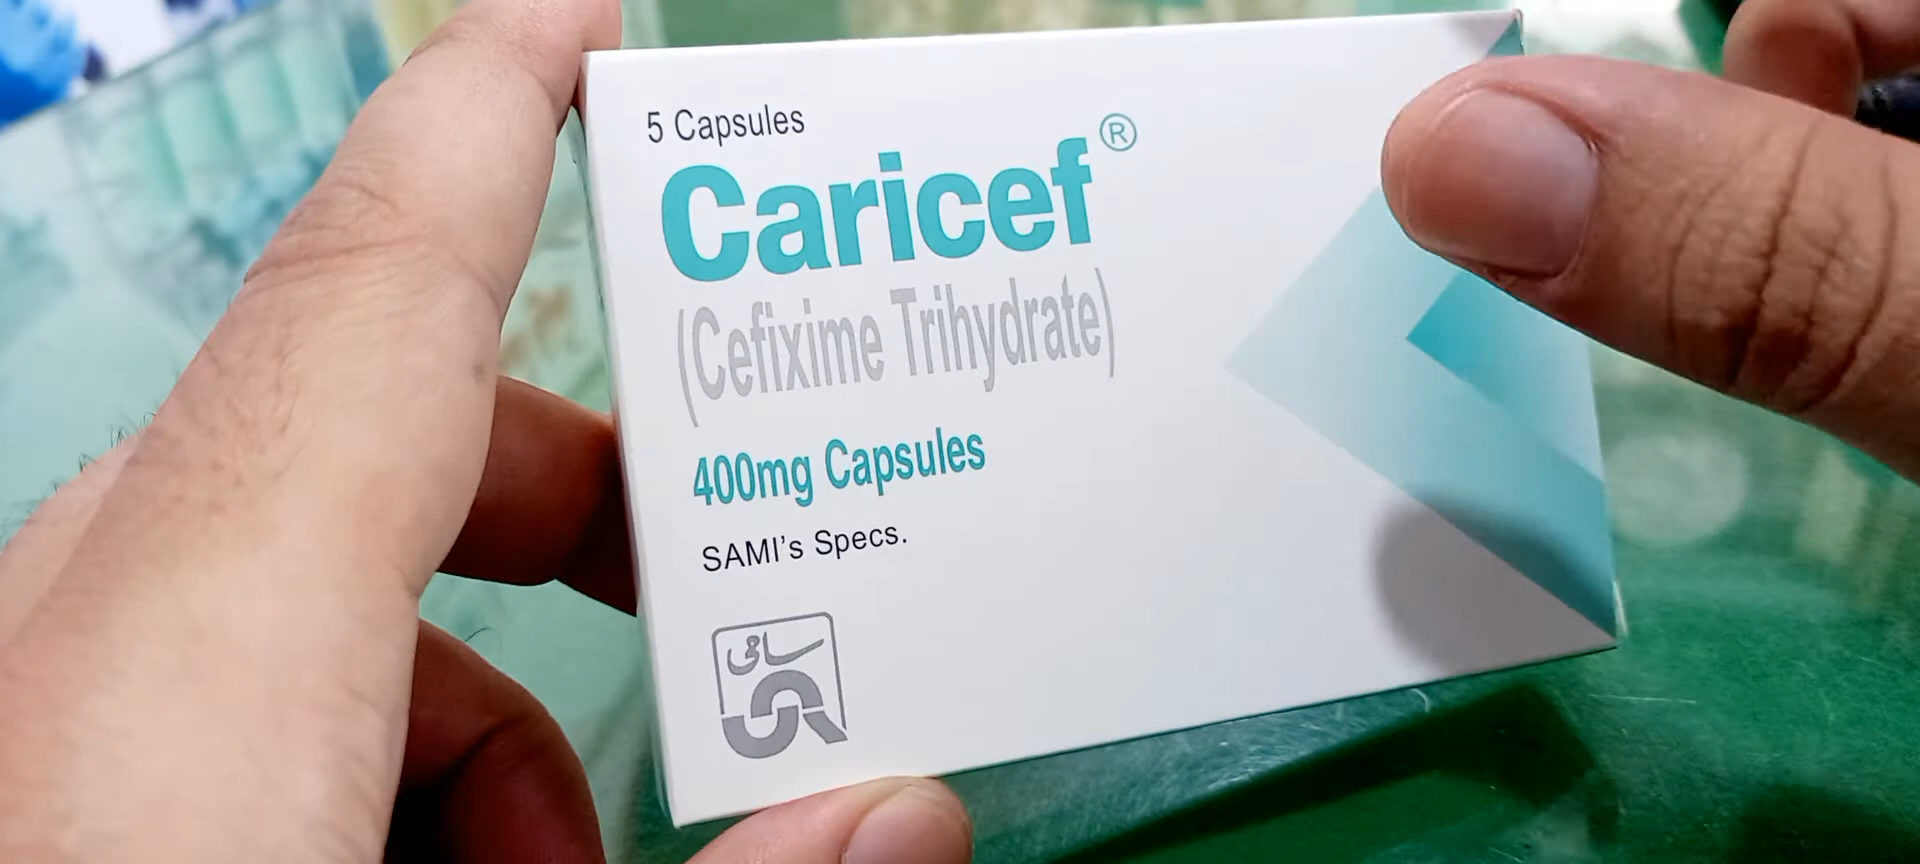 5 Capsules
Caricef®
(Cefixime Trihydrate)
400mg Capsules
SAMI's Specs.
سامی